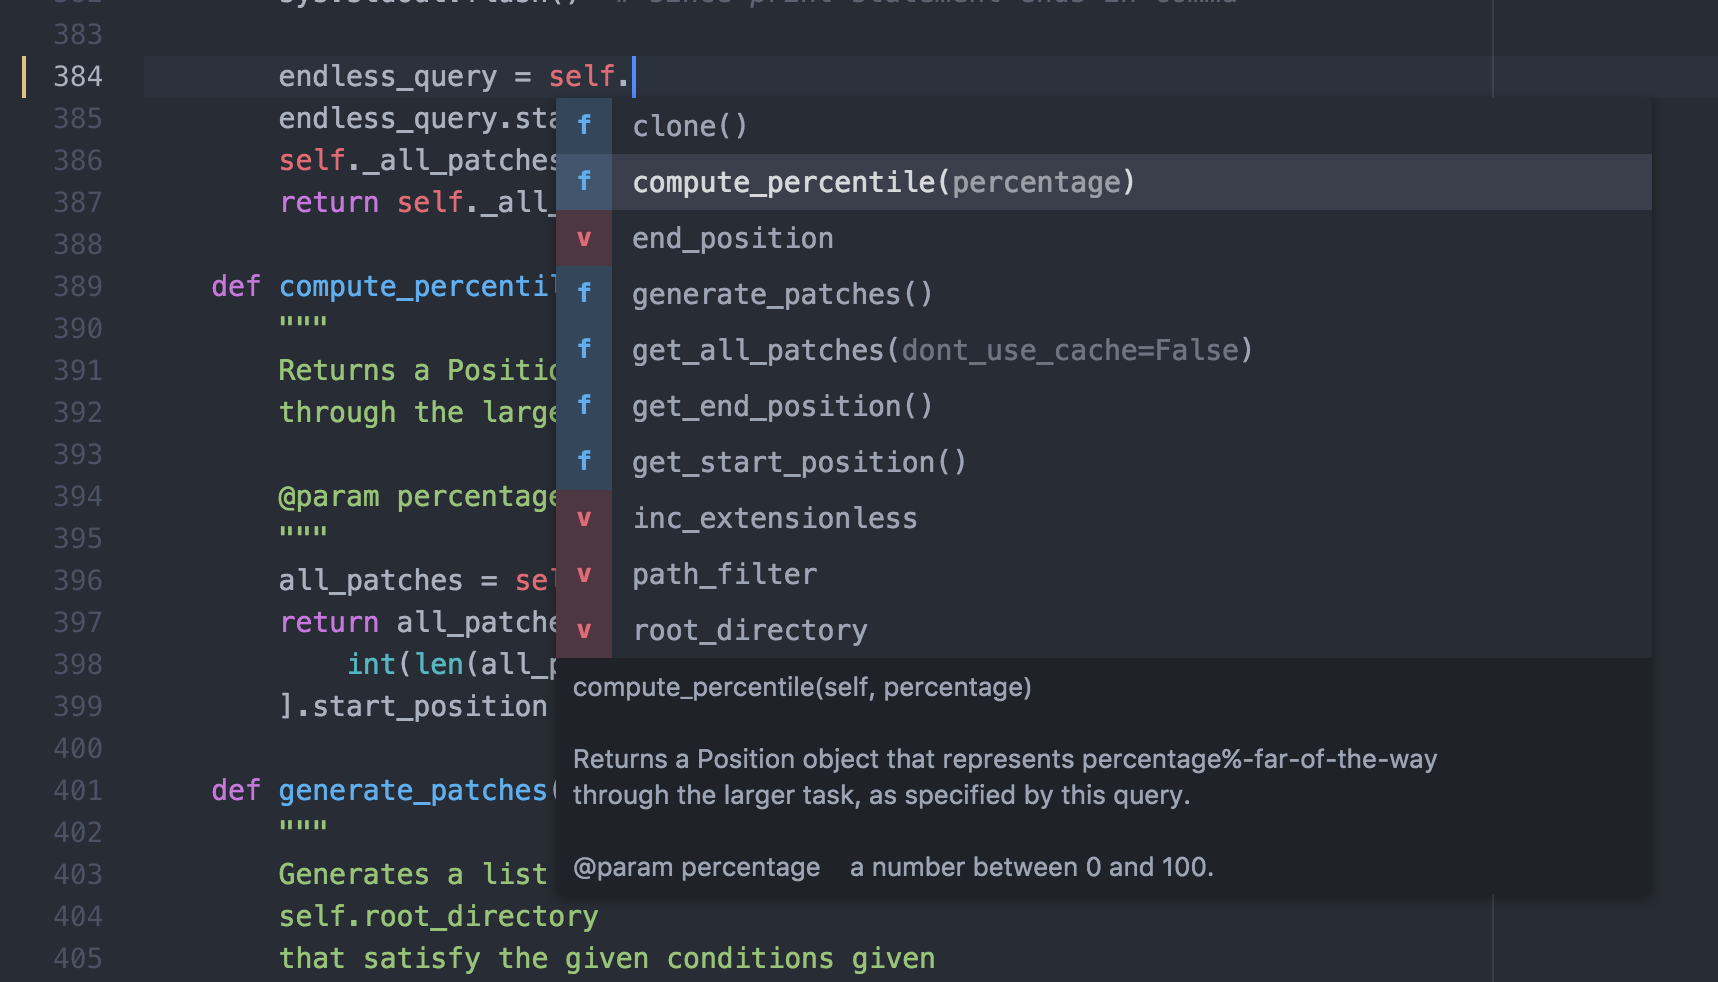 383
384 endless_query = self.
385 endless_query.sta
386 self._all_patches
387 return self._all_
388
389 def compute_percentil
390 """
391 Returns a Positio
392 through the large
393
394 @param percentage
395 """
396 all_patches = sel
397 return all_patche
398 int(len(all_p
399 ].start_position
400
401 def generate_patches(
402 """
403 Generates a list
404 self.root_directory
405 that satisfy the given conditions given
f clone()
f compute_percentile(percentage)
v end_position
f generate_patches()
f get_all_patches(dont_use_cache=False)
f get_end_position()
f get_start_position()
v inc_extensionless
v path_filter
v root_directory
compute_percentile(self, percentage)
Returns a Position object that represents percentage%-far-of-the-way
through the larger task, as specified by this query.
@param percentage a number between 0 and 100.